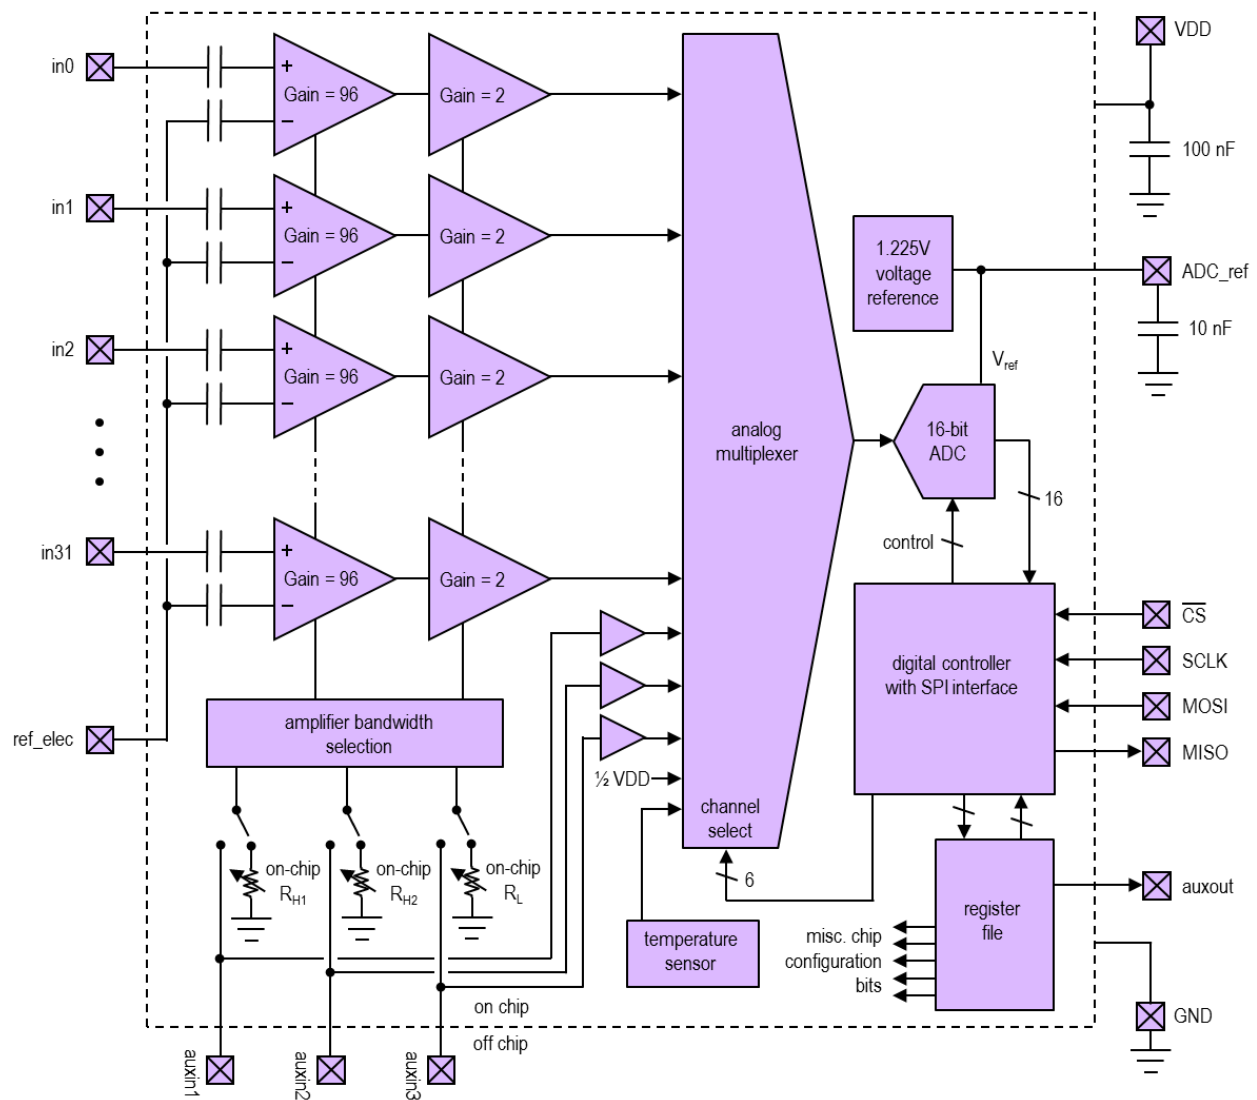 in0
+
Gain = 96
−
Gain = 2
in1
+
Gain = 96
−
Gain = 2
in2
+
Gain = 96
−
Gain = 2
in31
+
Gain = 96
−
Gain = 2
ref_elec
amplifier bandwidth
selection
on-chip
RH1
on-chip
RH2
on-chip
RL
auxin1
auxin2
auxin3
on chip
off chip
½ VDD
analog
multiplexer
channel
select
6
temperature
sensor
1.225V
voltage
reference
Vref
16-bit
ADC
16
control
digital controller
with SPI interface
register
file
misc. chip
configuration
bits
VDD
100 nF
ADC_ref
10 nF
C̅S̅
SCLK
MOSI
MISO
auxout
GND